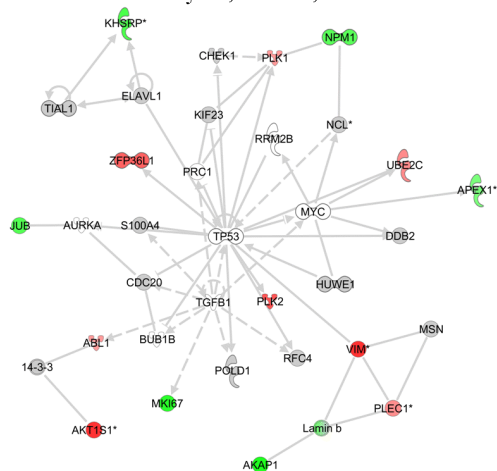 KHSRP*
NPM1
CHEK1
PLK1
TIAL1
ELAVL1
KIF23
NCL*
RRM2B
ZFP36L1
PRC1
UBE2C
APEX1*
MYC
JUB
AURKA
S100A4
TP53
DDB2
CDC20
HUWE1
TGFB1
PLK2
MSN
ABL1
BUB1B
VIM*
RFC4
14-3-3
POLD1
MKI67
PLEC1*
AKT1S1*
Lamin b
AKAP1